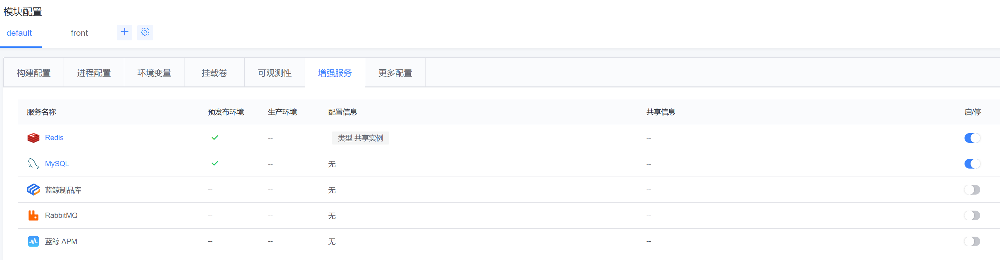 模块配置
default front
构建配置 进程配置 环境变量 挂载卷 可观测性 增强服务 更多配置
服务名称 预发布环境 生产环境 配置信息 共享信息 启/停
Redis -- 类型 共享实例 --
MySQL -- 无 --
蓝鲸制品库 -- -- 无 --
RabbitMQ -- -- 无 --
蓝鲸 APM -- -- 无 --